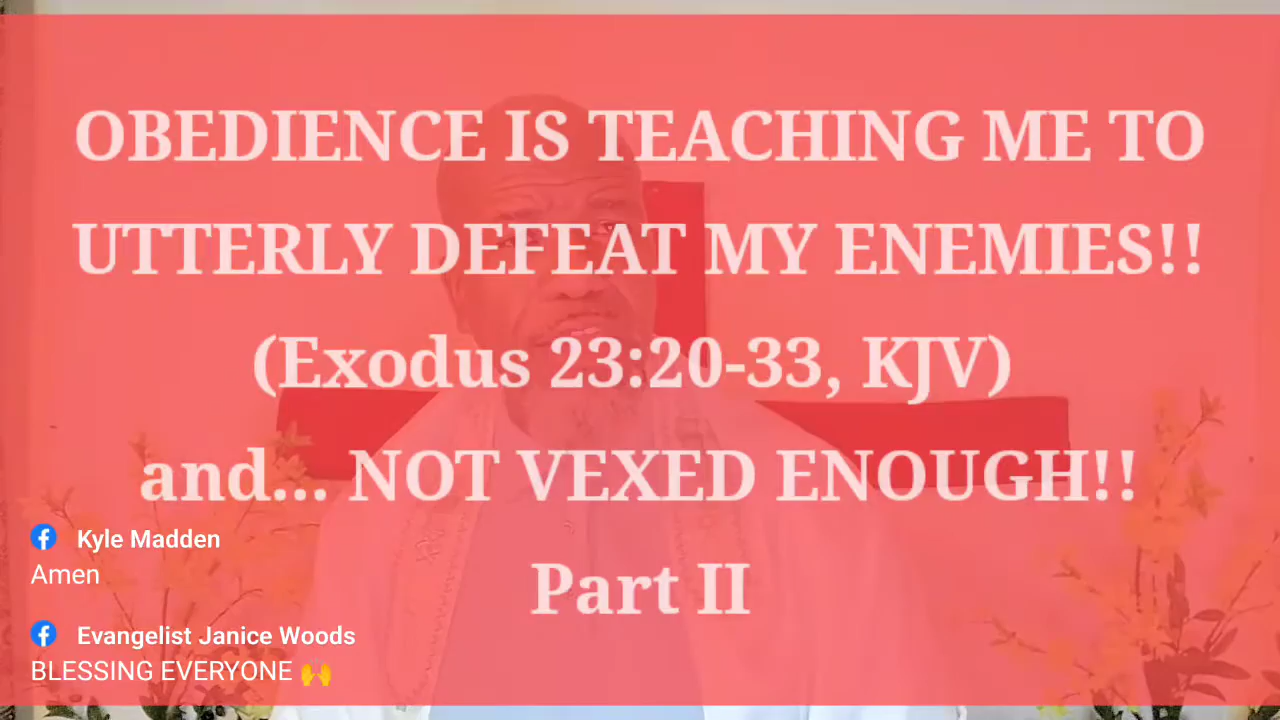 OBEDIENCE IS TEACHING ME TO
UTTERLY DEFEAT MY ENEMIES!!
(Exodus 23:20-33, KJV)
and... NOT VEXED ENOUGH!!
Part II
Kyle Madden
Amen
Evangelist Janice Woods
BLESSING EVERYONE 🙌